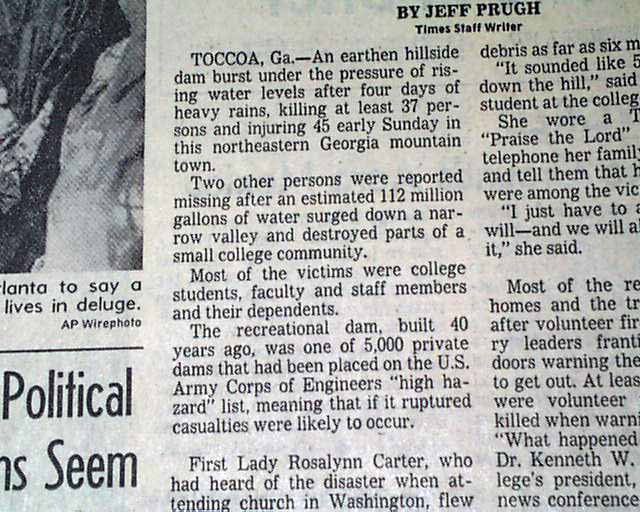 BY JEFF PRUGH
Times Staff Writer
TOCCOA, Ga.—An earthen hillside
dam burst under the pressure of ris-
ing water levels after four days of
heavy rains, killing at least 37 per-
sons and injuring 45 early Sunday in
this northeastern Georgia mountain
town.
Two other persons were reported
missing after an estimated 112 million
gallons of water surged down a nar-
row valley and destroyed parts of a
small college community.
Most of the victims were college
students, faculty and staff members
and their dependents.
The recreational dam, built 40
years ago, was one of 5,000 private
dams that had been placed on the U.S.
Army Corps of Engineers "high ha-
zard" list, meaning that if it ruptured
casualties were likely to occur.
First Lady Rosalynn Carter, who
had heard of the disaster when at-
tending church in Washington, flew
debris as far as six m
"It sounded like 5
down the hill," said
student at the colleg
She wore a T
"Praise the Lord"
telephone her family
and tell them that h
were among the vic
"I just have to a
will—and we will al
it," she said.
Most of the re
homes and the tr
after volunteer fir
ry leaders franti
doors warning the
to get out. At leas
were volunteer
killed when warni
"What happened
Dr. Kenneth W.
lege's president,
news conference
lanta to say a
lives in deluge.
AP Wirephoto
Political
ns Seem